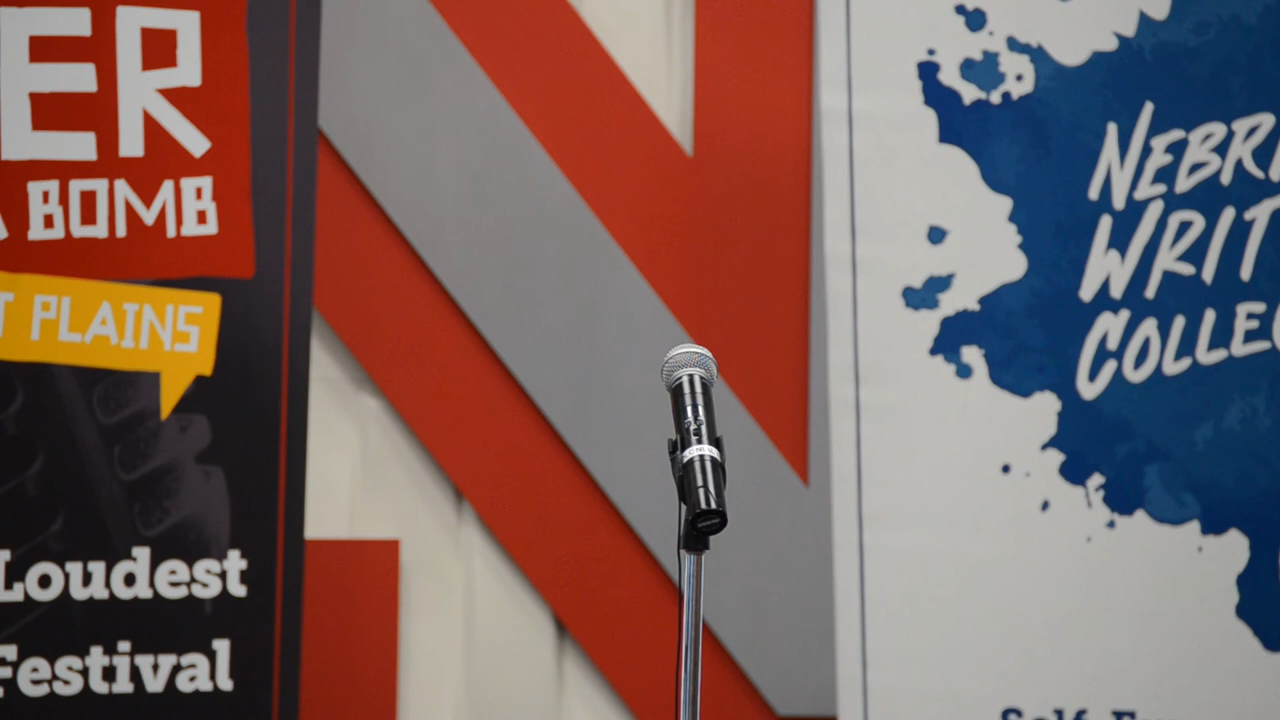 ER
A BOMB
T PLAINS
Loudest
Festival
NEBR
WRIT
COLLE